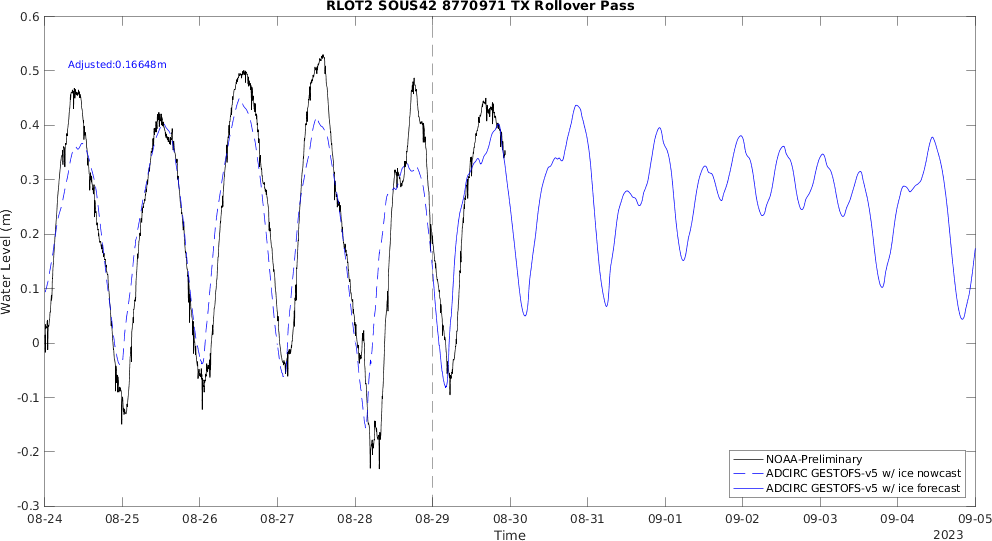 RLOT2 SOUS42 8770971 TX Rollover Pass
Adjusted:0.16648m
Water Level (m)
0.6
0.5
0.4
0.3
0.2
0.1
0
-0.1
-0.2
-0.3
NOAA-Preliminary
ADCIRC GESTOFS-v5 w/ ice nowcast
ADCIRC GESTOFS-v5 w/ ice forecast
08-24 08-25 08-26 08-27 08-28 08-29 08-30 08-31 09-01 09-02 09-03 09-04 09-05
Time
2023